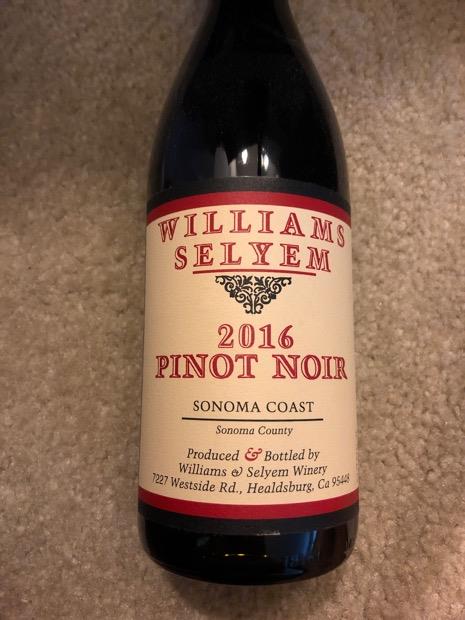 WILLIAMS
SELYEM
2016
PINOT NOIR
SONOMA COAST
Sonoma County
Produced & Bottled by
Williams & Selyem Winery
7227 Westside Rd., Healdsburg, Ca 95448